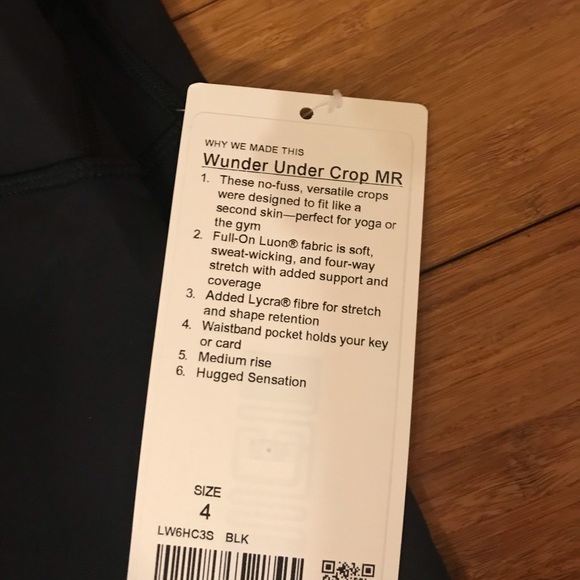 WHY WE MADE THIS
Wunder Under Crop MR
1. These no-fuss, versatile crops
were designed to fit like a
second skin—perfect for yoga or
the gym
2. Full-On Luon® fabric is soft,
sweat-wicking, and four-way
stretch with added support and
coverage
3. Added Lycra® fibre for stretch
and shape retention
4. Waistband pocket holds your key
or card
5. Medium rise
6. Hugged Sensation
SIZE
4
LW6HC3S BLK